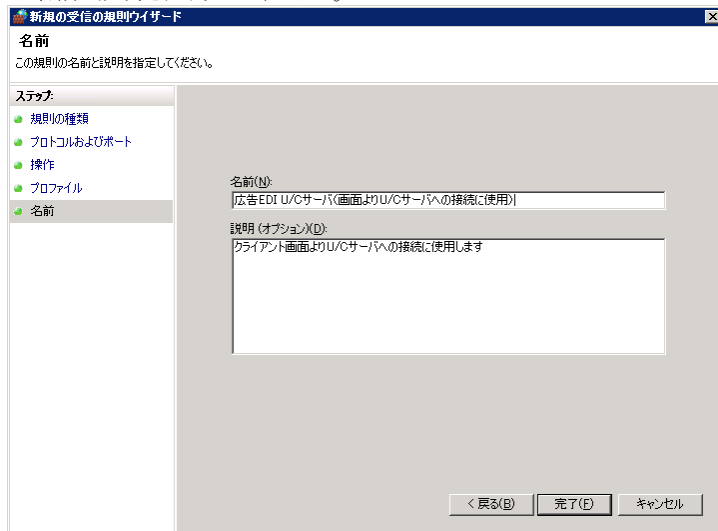 新規の受信の規則ウィザード
名前
この規則の名前と説明を指定してください。
ステップ:
規則の種類
プロトコルおよびポート
操作
プロファイル
名前
名前(N):
広告EDI U/Cサーバ(画面よりU/Cサーバへの接続に使用)
説明 (オプション)(D):
クライアント画面よりU/Cサーバへの接続に使用します
< 戻る(B)
完了(F)
キャンセル